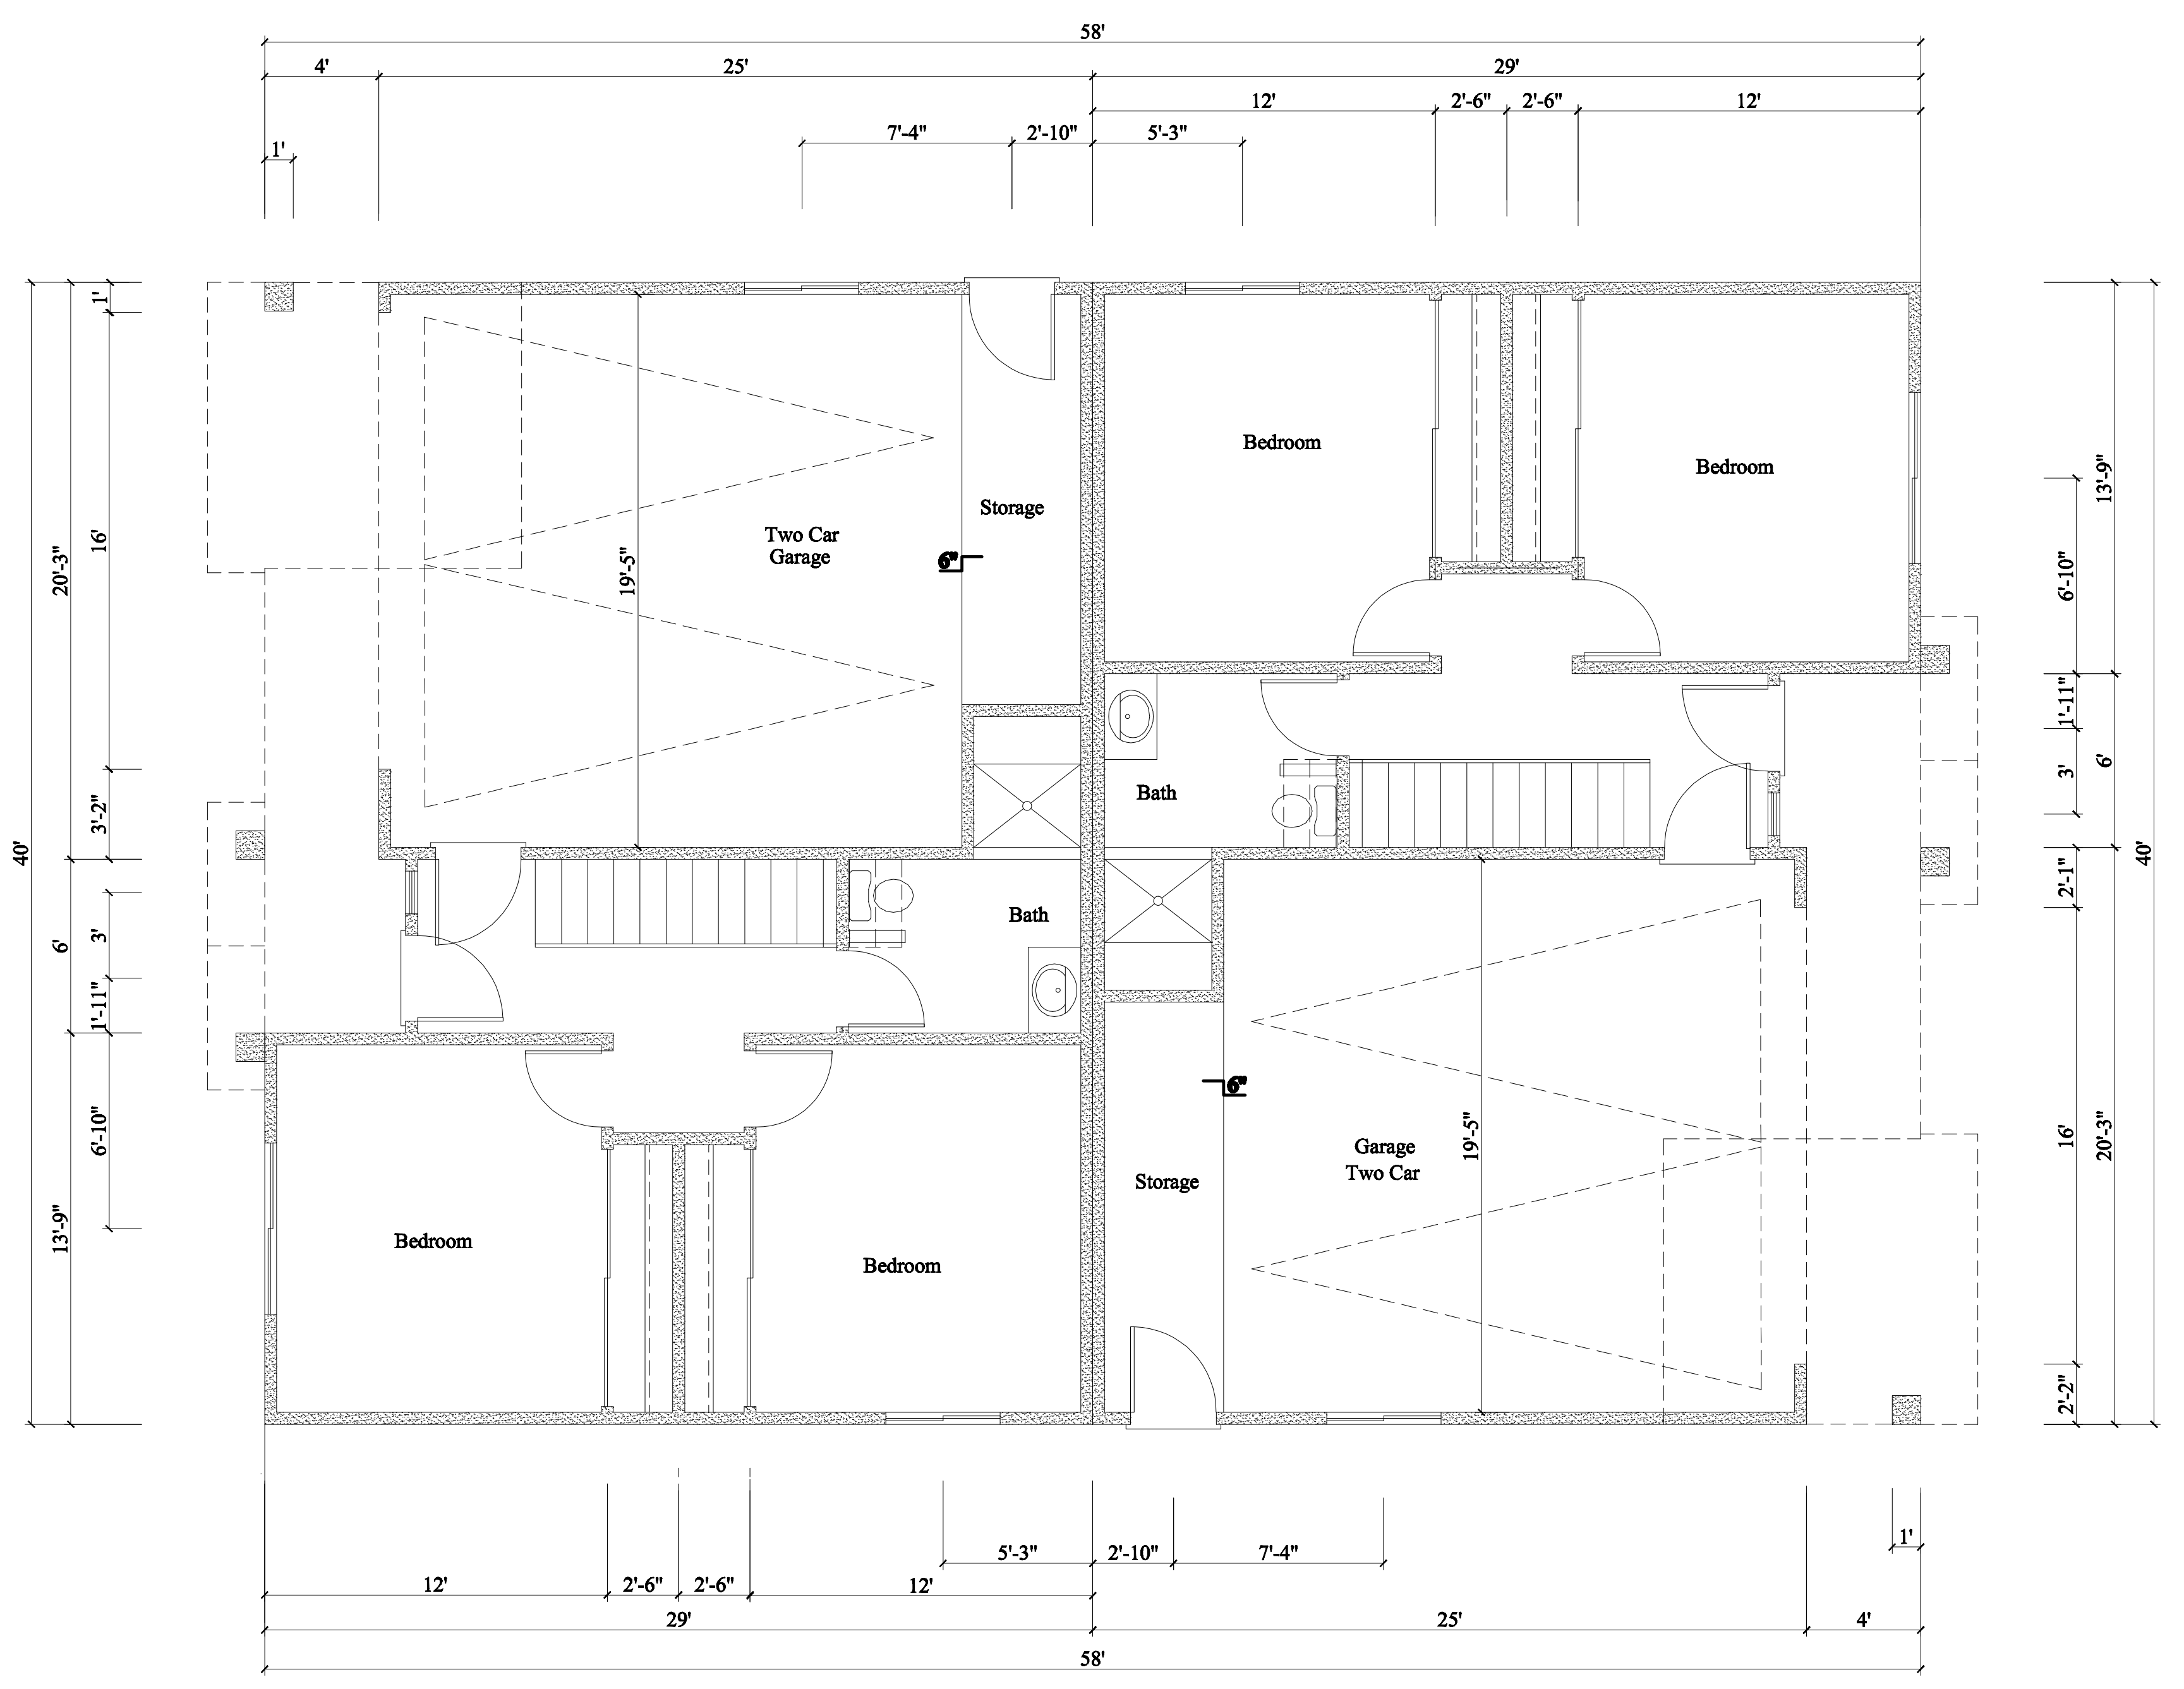 58'
4' 25' 29'
12' 2'-6" 2'-6" 12'
7'-4" 2'-10" 5'-3"
1'
1'
16'
3'-2"
20'-3"
40'
6'
3'
1'-11"
6'-10"
13'-9"
Two Car
Garage
19'-5"
6"
Storage
Bedroom
Bedroom
Bath
Bath
Bedroom
Bedroom
Storage
6"
Garage
Two Car
19'-5"
13'-9"
6'-10"
1'-11"
3'
6'
2'-1"
40'
16'
20'-3"
2'-2"
1'
5'-3" 2'-10" 7'-4"
12' 2'-6" 2'-6" 12'
29' 25' 4'
58'